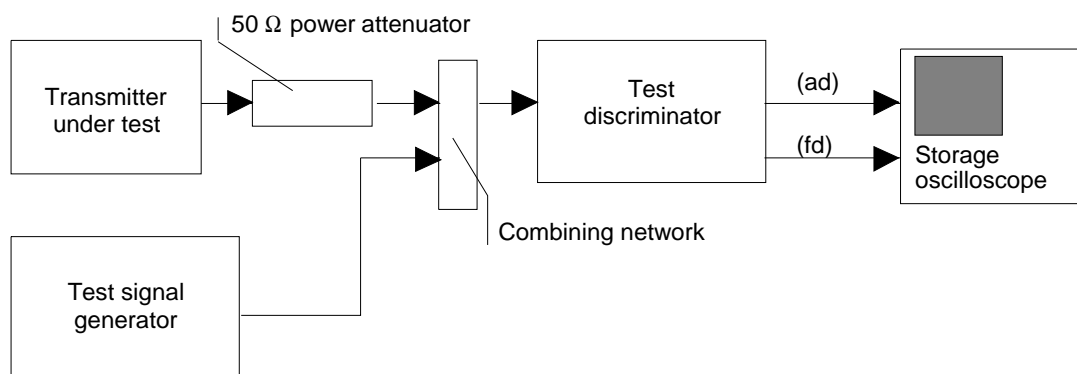 50 Ω power attenuator
Transmitter
under test
Test
discriminator
(ad)
(fd)
Storage
oscilloscope
Combining network
Test signal
generator